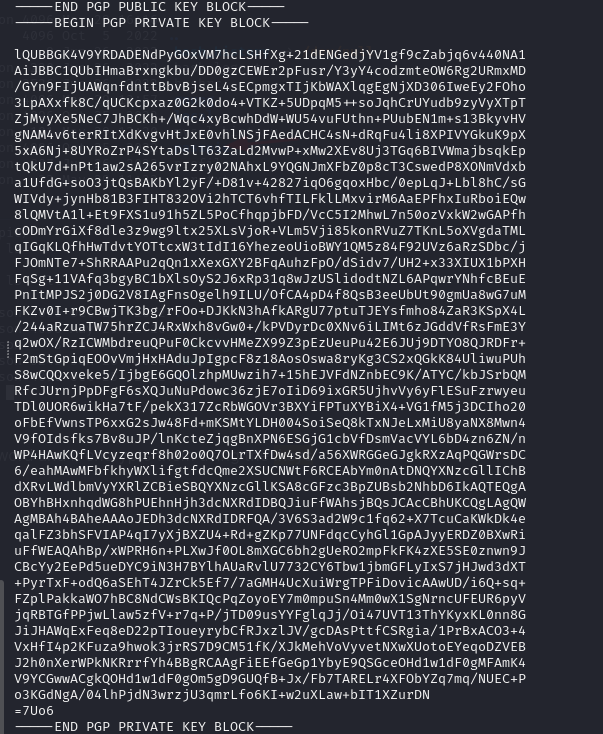 -----END PGP PUBLIC KEY BLOCK-----
-----BEGIN PGP PRIVATE KEY BLOCK-----
lQUBBGK4V9YRDADENdPyGOxVM7hcLSHfXg+21dENGedjYV1gf9cZabjq6v440NA1
AiJBBC1QUbIHmaBrxngkbu/DD0gzCEWEr2pFusr/Y3yY4codzmteOW6Rg2URmxMD
/GYn9FIjUAWqnfdnttBbvBjseL4sECpmgxTIjKbWAXlqgEgNjXD306IweEy2FOho
3LpAXxfk8C/qUCKcpxaz0G2k0do4+VTKZ+5UDpqM5++soJqhCrUYudb9zyVyXTpT
ZjMvyXe5NeC7JhBCKh+/Wqc4xyBcwhDdW+WU54vuFUthn+PUubEN1m+s13BkyvHV
gNAM4v6terRItXdKvgvHtJxE0vhlNSjFAedACHC4sN+dRqFu4li8XPIVYGkuK9pX
5xA6Nj+8UYRoZrP4SYtaDslT63ZaLd2MvwP+xMw2XEv8Uj3TGq6BIVWmajbsqkEp
tQkU7d+nPt1aw2sA265vrIzry02NAhxL9YQGNJmXFbZ0p8cT3CswedP8XONmVdxb
a1UfdG+soO3jtQsBAKbYl2yF/+D81v+42827iqO6gqoxHbc/0epLqJ+Lbl8hC/sG
WIVdy+jynHb81B3FIHT832OVi2hTCT6vhfTILFklLMxvirM6AaEPFhxIuRboiEQw
8lQMVtA1l+Et9FXS1u91h5ZL5PoCfhqpjbFD/VcC5I2MhwL7n50ozVxkW2wGAPfh
cODmYrGiXf8dle3z9wg9ltx25XLsVjoR+VLm5Vji85konRVuZ7TKnL5oXVgdaTML
qIGqKLQfhHwTdvtYOTtcxW3tIdI16YhezeoUioBWY1QM5z84F92UVz6aRzSDbc/j
FJOmNTe7+ShRRAAPu2qQn1xXexGXY2BFqAuhzFpO/dSidv7/UH2+x33XIUX1bPXH
FqSg+11VAfq3bgyBC1bXlsOyS2J6xRp31q8wJzUSlidodtNZL6APqwrYNhfcBEuE
PnItMPJS2j0DG2V8IAgFnsOgelh9ILU/OfCA4pD4f8QsB3eeUbUt90gmUa8wG7uM
FKZv0I+r9CBwjTK3bg/rFOo+DJKkN3hAfkARgU77ptuTJEYsfmho84ZaR3KSpX4L
/244aRzuaTW75hrZCJ4RxWxh8vGw0+/kPVDyrDc0XNv6iLIMt6zJGddVfRsFmE3Y
q2wOX/RzICWMbdreuQPuF0CkcvvHMeZX99Z3pEzUeuPu42E6JUj9DTYO8QJRDFr+
F2mStGpiqEOOvVmjHxHAduJpIgpcF8z18AosOswa8ryKg3CS2xQGkK84UliwuPUh
S8wCQQxveke5/IjbgE6GQOlzhpMUwzih7+15hEJVFdNZnbEC9K/ATYC/kbJSrbQM
RfcJUrnjPpDFgF6sXQJuNuPdowc36zjE7oIiD69ixGR5UjhvVy6yFlESuFzrwyeu
TDl0UOR6wikHa7tF/pekX317ZcRbWGOVr3BXYiFPTuXYBiX4+VG1fM5j3DCIho20
oFbEfVwnsTP6xxG2sJw48Fd+mKSMtYLDH004SoiSeQ8kTxNJeLxMiU8yaNX8Mwn4
V9fOIdsfks7Bv8uJP/lnKcteZjqgBnXPN6ESGjG1cbVfDsmVacVYL6bD4zn6ZN/n
WP4HAwKQfLVcyzeqrf8h02o0Q7OLrTXfDw4sd/a56XWRGGeGJgkRXzAqPQGWrsDC
6/eahMAwMFbfkhyWXlifgtfdcQme2XSUCNWtF6RCEAbYm0nAtDNQYXNzcGllIChB
dXRvLWdlbmVyYXRlZCBieSBQYXNzcGllKSA8cGFzc3BpZUBsb2NhbD6IkAQTEQgA
OBYhBHxnhqdWG8hPUEhnHjh3dcNXRdIDBQJiuFfWAhsjBQsJCAcCBhUKCQgLAgQW
AgMBAh4BAheAAAoJEDh3dcNXRdIDRFQA/3V6S3ad2W9c1fq62+X7TcuCaKWkDk4e
qalFZ3bhSFVIAP4qI7yXjBXZU4+Rd+gZKp77UNFdqcCyhGl1GpAJyyERDZ0BXwRi
uFfWEAQAhBp/xWPRH6n+PLXwJf0OL8mXGC6bh2gUeRO2mpFkFK4zXE5SE0znwn9J
CBcYy2EePd5ueDYC9iN3H7BYlhAUaRvlU7732CY6Tbw1jbmGFLyIxS7jHJwd3dXT
+PyrTxF+odQ6aSEhT4JZrCk5Ef7/7aGMH4UcXuiWrgTPFiDovicAAwUD/i6Q+sq+
FZplPakkaWO7hBC8NdCWsBKIQcPqZoyoEY7m0mpuSn4Mm0wX1SgNrncUFEUR6pyV
jqRBTGfPPjwLlaw5zfV+r7q+P/jTD09usYYFglqJj/Oi47UVT13ThYKyxKL0nn8G
JiJHAWqExFeq8eD22pTIoueyrybCfRJxzlJV/gcDAsPttfCSRgia/1PrBxACO3+4
VxHfI4p2KFuza9hwok3jrRS7D9CM51fK/XJkMehVoVyvetNXwXUotoEYeqoDZVEB
J2h0nXerWPkNKRrrfYh4BBgRCAAgFiEEfGeGp1YbyE9QSGceOHd1w1dF0gMFAmK4
V9YCGwwACgkQOHd1w1dF0gOm5gD9GUQfB+Jx/Fb7TARELr4XFObYZq7mq/NUEC+P
o3KGdNgA/04lhPjdN3wrzjU3qmrLfo6KI+w2uXLaw+bIT1XZurDN
=7Uo6
-----END PGP PRIVATE KEY BLOCK-----